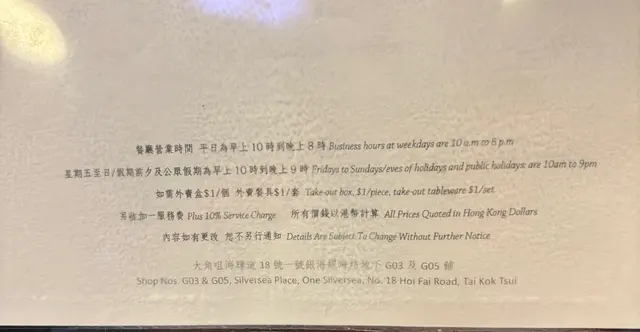 餐廳營業時間 平日為早上 10 時到晚上 8 時 Business hours at weekdays are 10 a.m to 8 p.m
星期五至日/假期前夕及公眾假期為早上 10 時到晚上 9 時 Fridays to Sundays/eves of holidays and public holidays: are 10am to 9pm
如需外賣盒$1/個 外賣餐具$1/套 Take-out box, $1/piece, take-out tableware $1/set
另收加一服務費 Plus 10% Service Charge 所有價錢以港幣計算 All Prices Quoted in Hong Kong Dollars
內容如有更改 恕不另行通知 Details Are Subject To Change Without Further Notice
大角咀海輝道 18 號一號銀海 地下 G03 及 G05 舖
Shop Nos. G03 & G05, Silversea Place, One Silversea, No. 18 Hoi Fai Road, Tai Kok Tsui